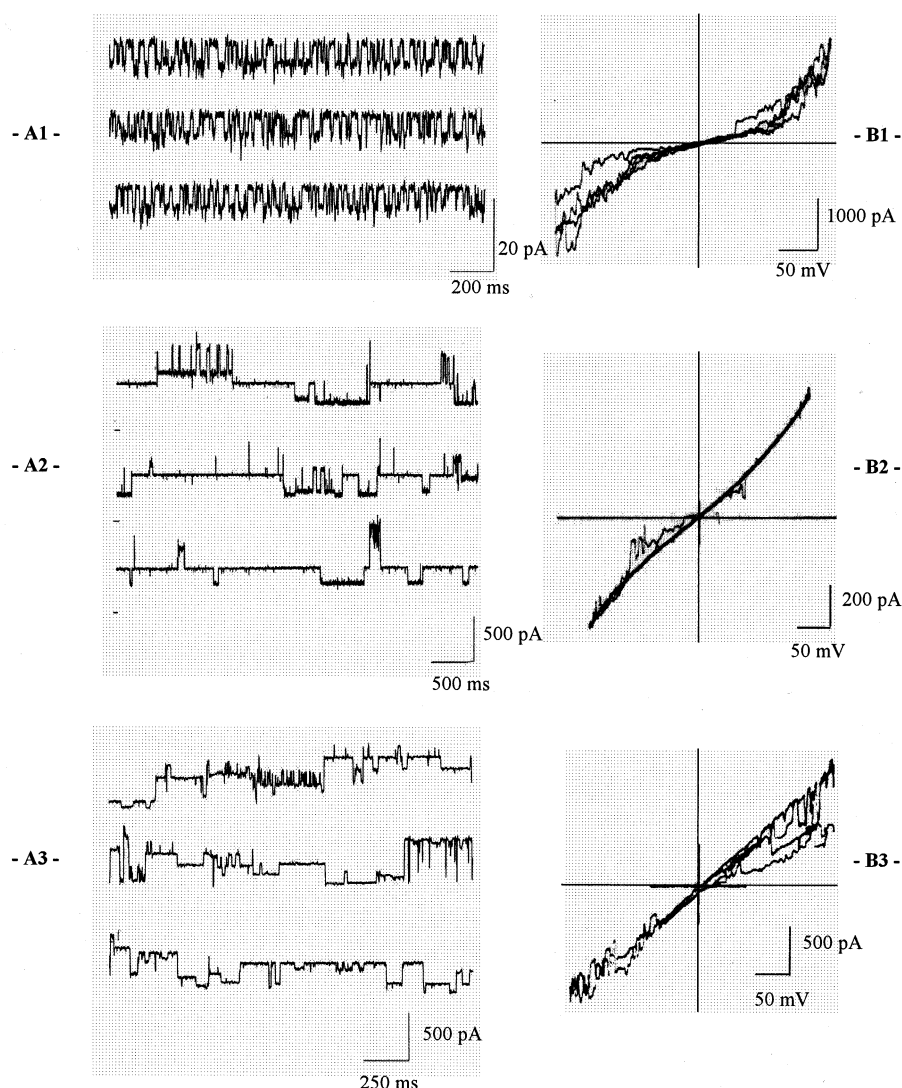 - A1 -
20 pA
200 ms
- B1 -
1000 pA
50 mV
- A2 -
500 pA
500 ms
- B2 -
200 pA
50 mV
- A3 -
500 pA
250 ms
- B3 -
500 pA
50 mV